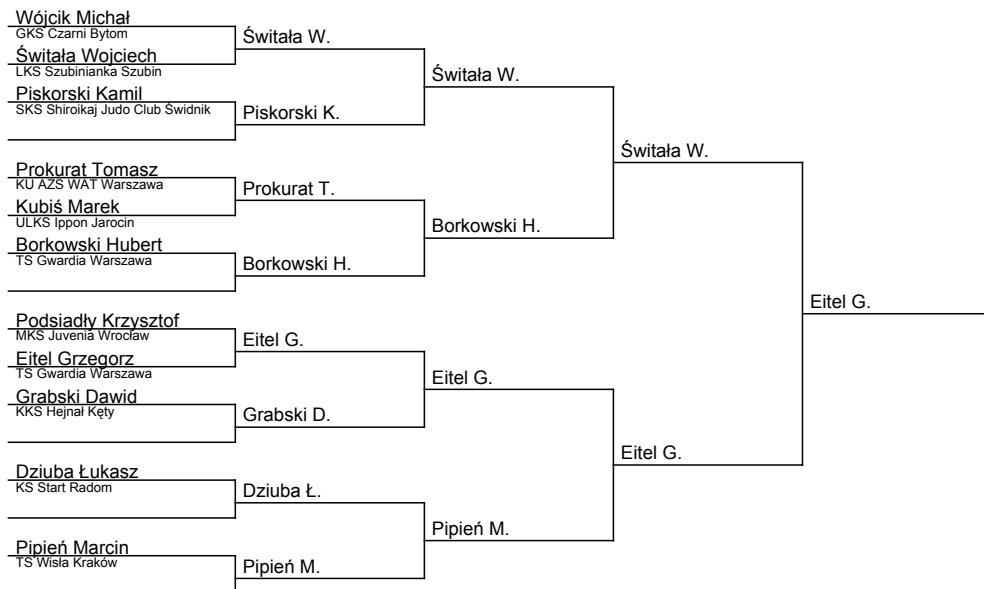 Wójcik Michał
GKS Czarni Bytom
Świtała W.
Świtała Wojciech
LKS Szubinianka Szubin
Świtała W.
Piskorski Kamil
SKS Shiroikaj Judo Club Świdnik
Piskorski K.
Świtała W.
Prokurat Tomasz
KU AZS WAT Warszawa
Prokurat T.
Kubiś Marek
ULKS Ippon Jarocin
Borkowski H.
Borkowski Hubert
TS Gwardia Warszawa
Borkowski H.
Eitel G.
Podsiadły Krzysztof
MKS Juvenia Wrocław
Eitel G.
Eitel Grzegorz
TS Gwardia Warszawa
Eitel G.
Grabski Dawid
KKS Hejnał Kęty
Grabski D.
Eitel G.
Dziuba Łukasz
KS Start Radom
Dziuba Ł.
Pipień M.
Pipień Marcin
TS Wisła Kraków
Pipień M.